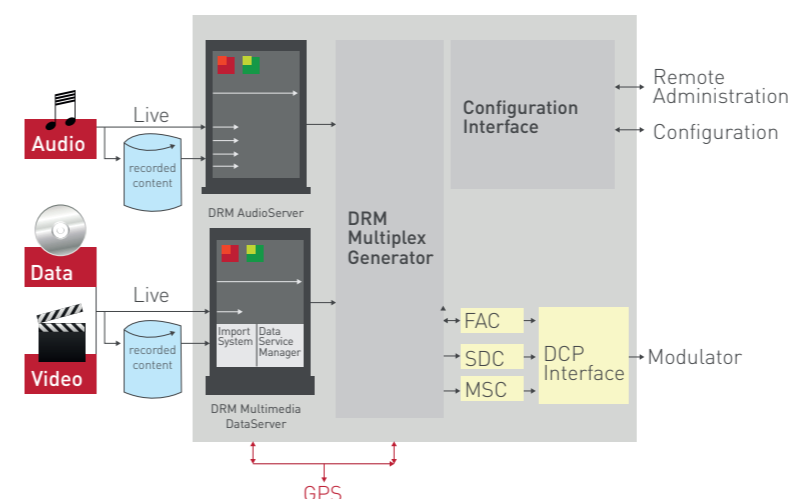 Audio
Live
recorded
content
DRM AudioServer
Data
Video
Live
recorded
content
Import
System
Data
Service
Manager
DRM Multimedia
DataServer
DRM
Multiplex
Generator
Configuration
Interface
Remote
Administration
Configuration
FAC
SDC
MSC
DCP
Interface
Modulator
GPS